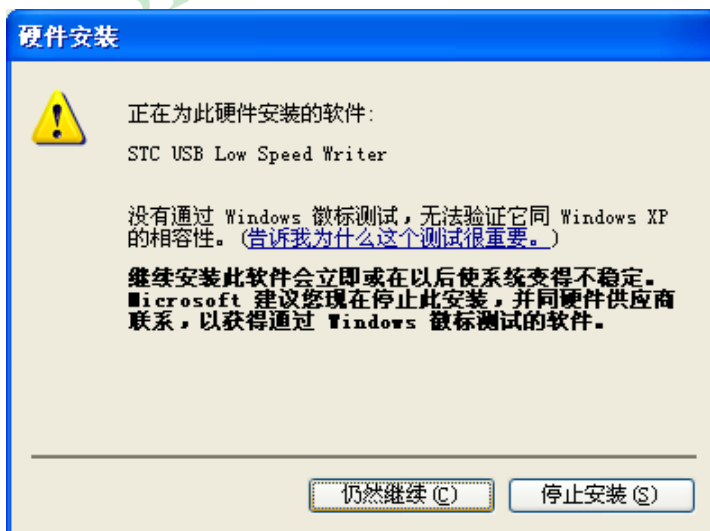 硬件安装
正在为此硬件安装的软件:
STC USB Low Speed Writer
没有通过 Windows 徽标测试，无法验证它同 Windows XP
的相容性。(告诉我为什么这个测试很重要。)
继续安装此软件会立即或在以后使系统变得不稳定。
Microsoft 建议您现在停止此安装，并同硬件供应商
联系，以获得通过 Windows 徽标测试的软件。
仍然继续(C) 停止安装(S)